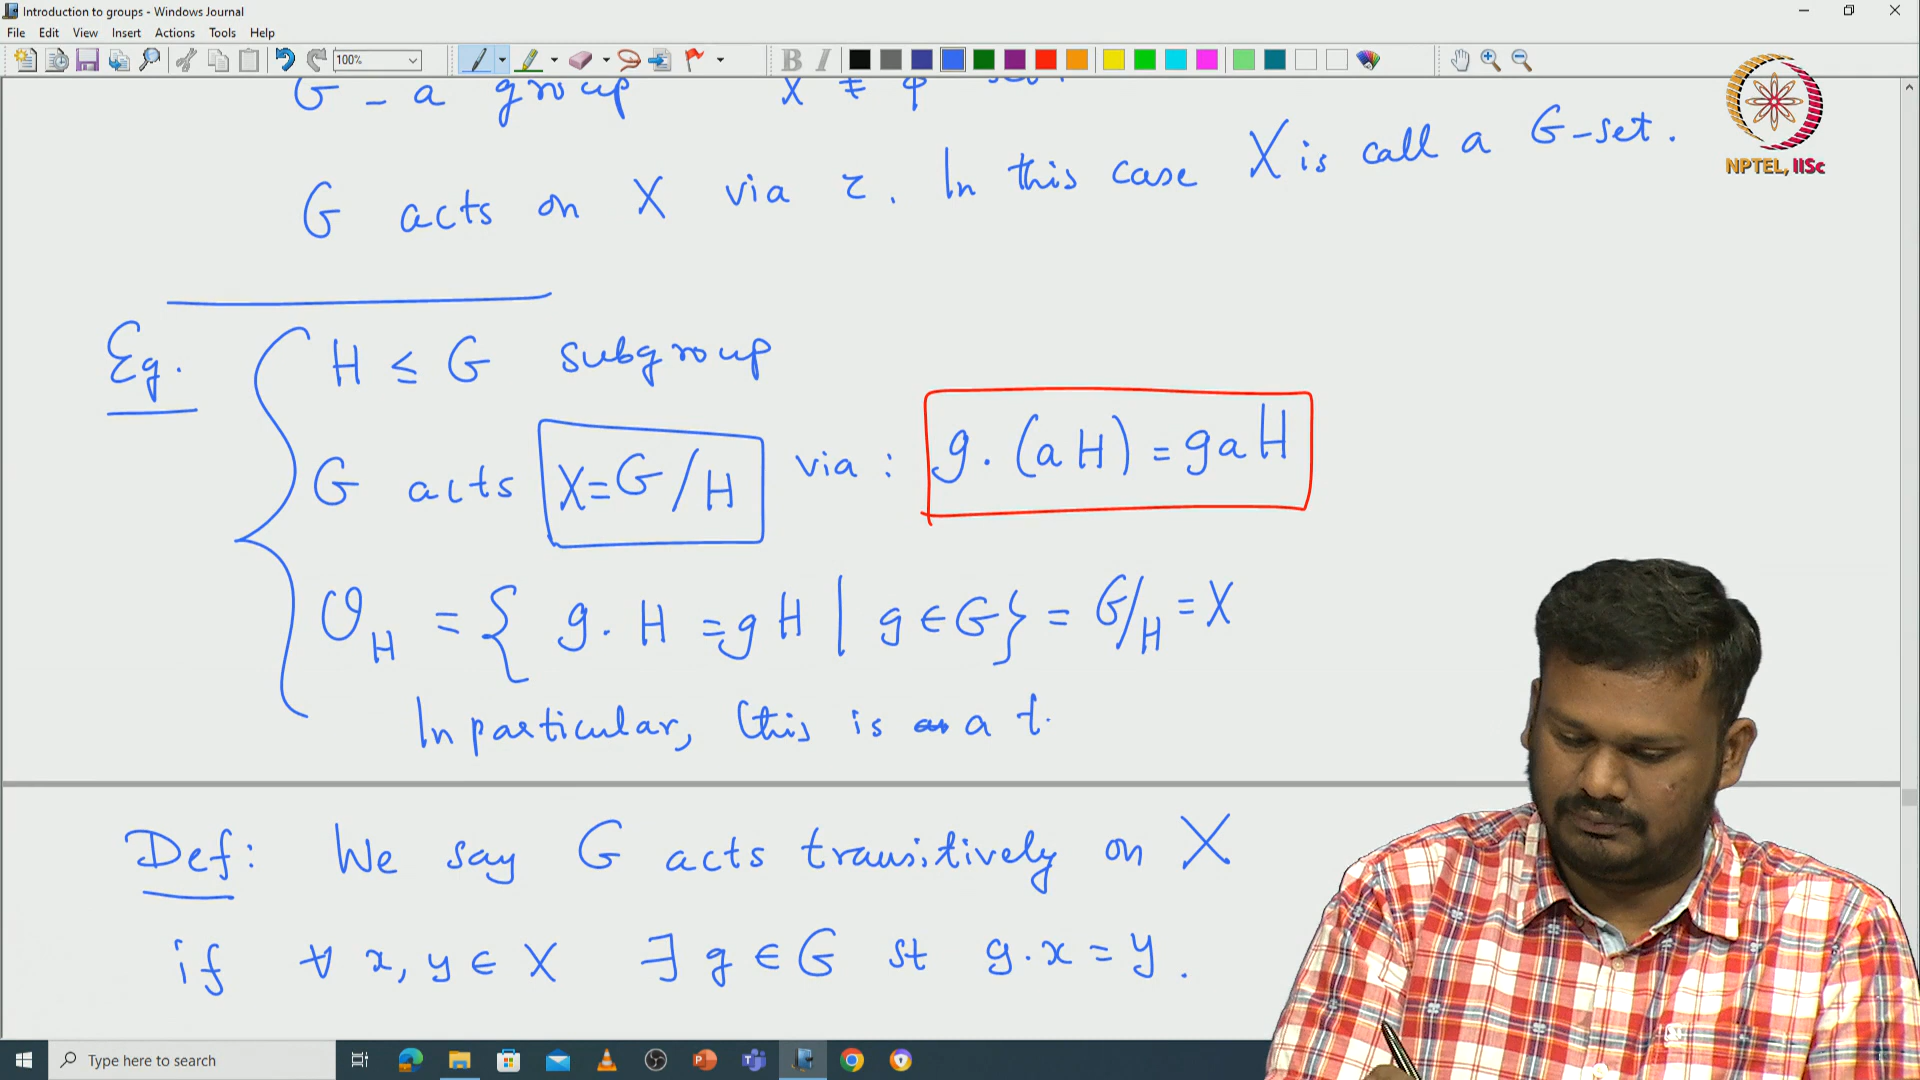 Introduction to groups - Windows Journal
File Edit View Insert Actions Tools Help
100%
B I
NPTEL, IISc
G - a group X ≠ φ set.
G acts on X via τ. In this case X is call a G-set.
Eg. H ≤ G subgroup
G acts X=G/H via : g.(aH) = gaH
O_H = { g.H = gH | g ∈ G} = G/H = X
In particular, this is a t.
Def: We say G acts transitively on X
if ∀ x, y ∈ X ∃ g ∈ G st g.x = y.
Type here to search